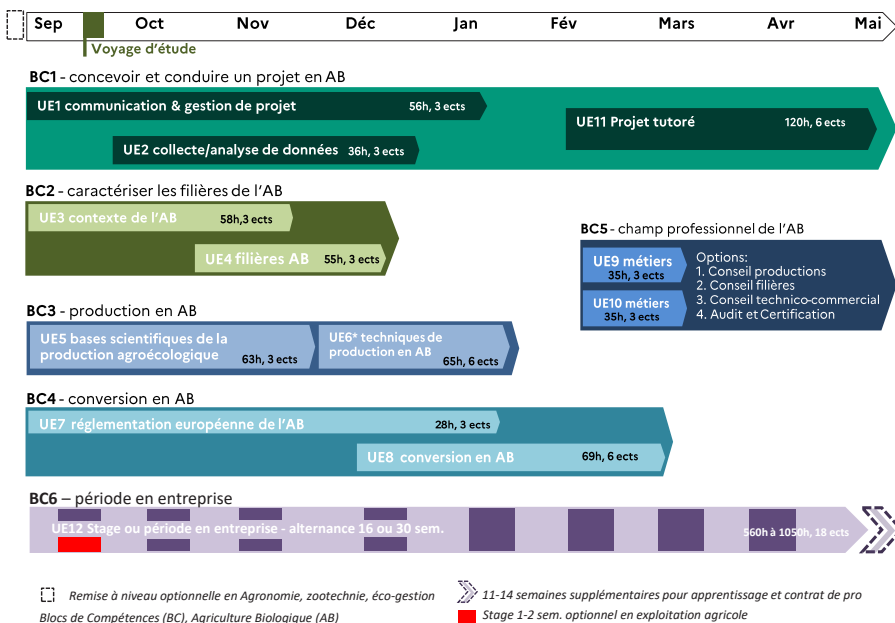 Sep Oct Nov Déc Jan Fév Mars Avr Mai
Voyage d'étude
BC1 - concevoir et conduire un projet en AB
UE1 communication & gestion de projet 56h, 3 ects
UE11 Projet tutoré 120h, 6 ects
UE2 collecte/analyse de données 36h, 3 ects
BC2 - caractériser les filières de l'AB
UE3 contexte de l'AB 58h,3 ects
UE4 filières AB 55h, 3 ects
BC5 - champ professionnel de l'AB
UE9 métiers
35h, 3 ects
UE10 métiers
35h, 3 ects
Options:
1. Conseil productions
2. Conseil filières
3. Conseil technico-commercial
4. Audit et Certification
BC3 - production en AB
UE5 bases scientifiques de la
production agroécologique 63h, 3 ects
UE6* techniques de
production en AB 65h, 6 ects
BC4 - conversion en AB
UE7 réglementation européenne de l'AB 28h, 3 ects
UE8 conversion en AB 69h, 6 ects
BC6 – période en entreprise
UE12 Stage ou période en entreprise - alternance 16 ou 30 sem. 560h à 1050h, 18 ects
Remise à niveau optionnelle en Agronomie, zootechnie, éco-gestion
Blocs de Compétences (BC), Agriculture Biologique (AB)
11-14 semaines supplémentaires pour apprentissage et contrat de pro
Stage 1-2 sem. optionnel en exploitation agricole